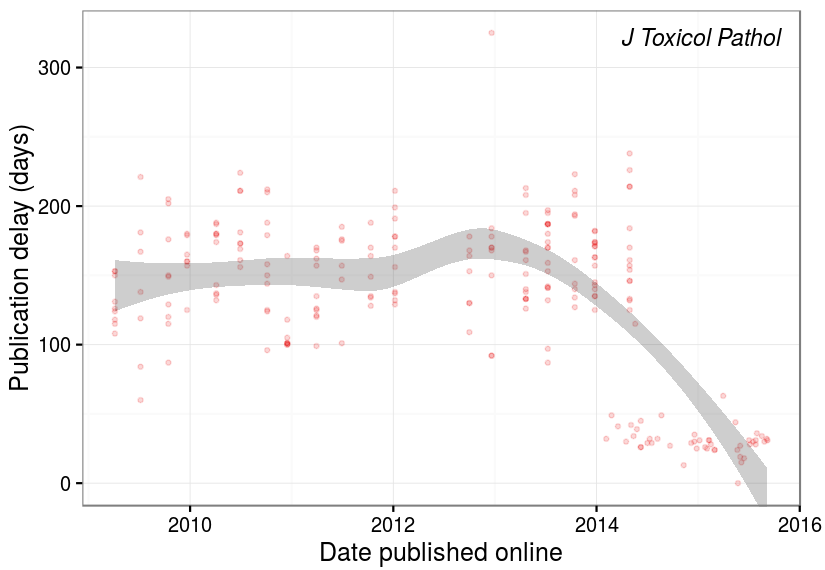 J Toxicol Pathol
Publication delay (days)
300
200
100
0
2010 2012 2014 2016
Date published online